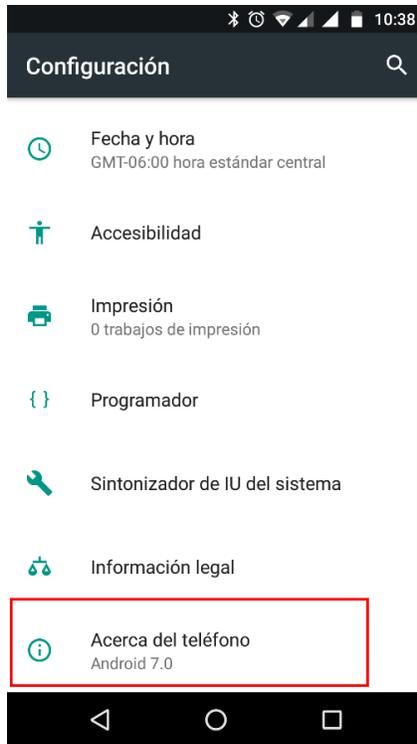 10:38
Configuración
Fecha y hora
GMT-06:00 hora estándar central
Accesibilidad
Impresión
0 trabajos de impresión
{ } Programador
Sintonizador de IU del sistema
Información legal
Acerca del teléfono
Android 7.0